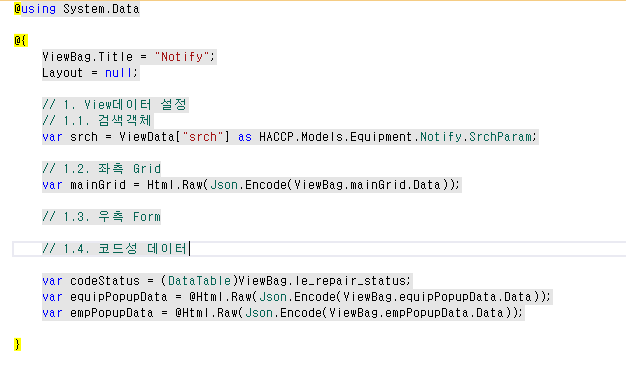 @using System.Data
@{
ViewBag.Title = "Notify";
Layout = null;
// 1. View데이터 설정
// 1.1. 검색객체
var srch = ViewData["srch"] as HACCP.Models.Equipment.Notify.SrchParam;
// 1.2. 좌측 Grid
var mainGrid = Html.Raw(Json.Encode(ViewBag.mainGrid.Data));
// 1.3. 우측 Form
// 1.4. 코드성 데이터
var codeStatus = (DataTable)ViewBag.le_repair_status;
var equipPopupData = @Html.Raw(Json.Encode(ViewBag.equipPopupData.Data));
var empPopupData = @Html.Raw(Json.Encode(ViewBag.empPopupData.Data));
}